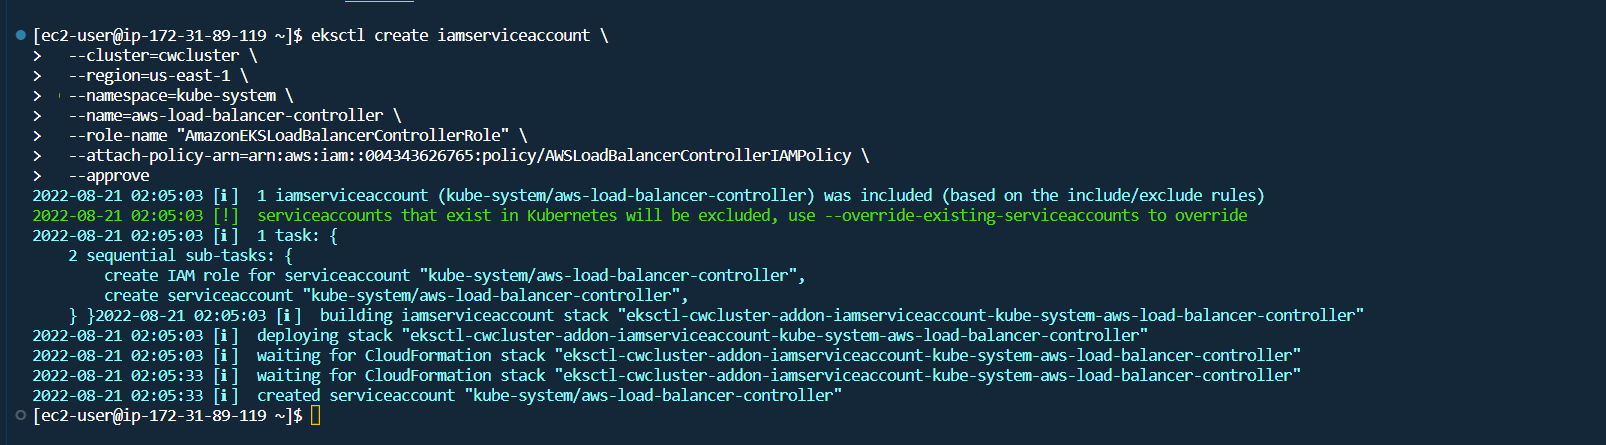 [ec2-user@ip-172-31-89-119 ~]$ eksctl create iamserviceaccount \
>   --cluster=cwcluster \
>   --region=us-east-1 \
>   --namespace=kube-system \
>   --name=aws-load-balancer-controller \
>   --role-name "AmazonEKSLoadBalancerControllerRole" \
>   --attach-policy-arn=arn:aws:iam::004343626765:policy/AWSLoadBalancerControllerIAMPolicy \
>   --approve
2022-08-21 02:05:03 [ℹ]  1 iamserviceaccount (kube-system/aws-load-balancer-controller) was included (based on the include/exclude rules)
2022-08-21 02:05:03 [!]  serviceaccounts that exist in Kubernetes will be excluded, use --override-existing-serviceaccounts to override
2022-08-21 02:05:03 [ℹ]  1 task: {
    2 sequential sub-tasks: {
        create IAM role for serviceaccount "kube-system/aws-load-balancer-controller",
        create serviceaccount "kube-system/aws-load-balancer-controller",
    } }2022-08-21 02:05:03 [ℹ]  building iamserviceaccount stack "eksctl-cwcluster-addon-iamserviceaccount-kube-system-aws-load-balancer-controller"
2022-08-21 02:05:03 [ℹ]  deploying stack "eksctl-cwcluster-addon-iamserviceaccount-kube-system-aws-load-balancer-controller"
2022-08-21 02:05:03 [ℹ]  waiting for CloudFormation stack "eksctl-cwcluster-addon-iamserviceaccount-kube-system-aws-load-balancer-controller"
2022-08-21 02:05:33 [ℹ]  waiting for CloudFormation stack "eksctl-cwcluster-addon-iamserviceaccount-kube-system-aws-load-balancer-controller"
2022-08-21 02:05:33 [ℹ]  created serviceaccount "kube-system/aws-load-balancer-controller"
[ec2-user@ip-172-31-89-119 ~]$